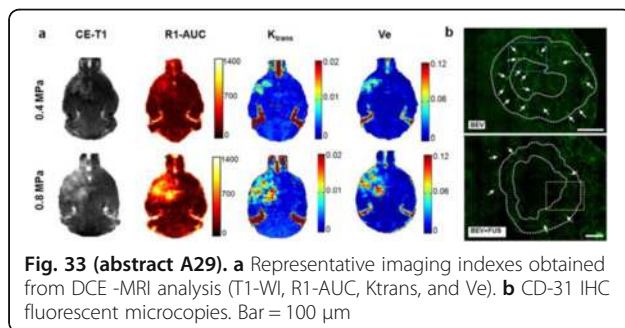 a CE-T1 R1-AUC Ktrans Ve b
0.4 MPa 1400 700 0 0.02 0.01 0 0.12 0.06 0 BEV
0.8 MPa 1400 700 0 0.02 0.01 0 0.12 0.06 0 BEV+FUS
Fig. 33 (abstract A29). a Representative imaging indexes obtained
from DCE -MRI analysis (T1-WI, R1-AUC, Ktrans, and Ve). b CD-31 IHC
fluorescent microcopies. Bar = 100 μm